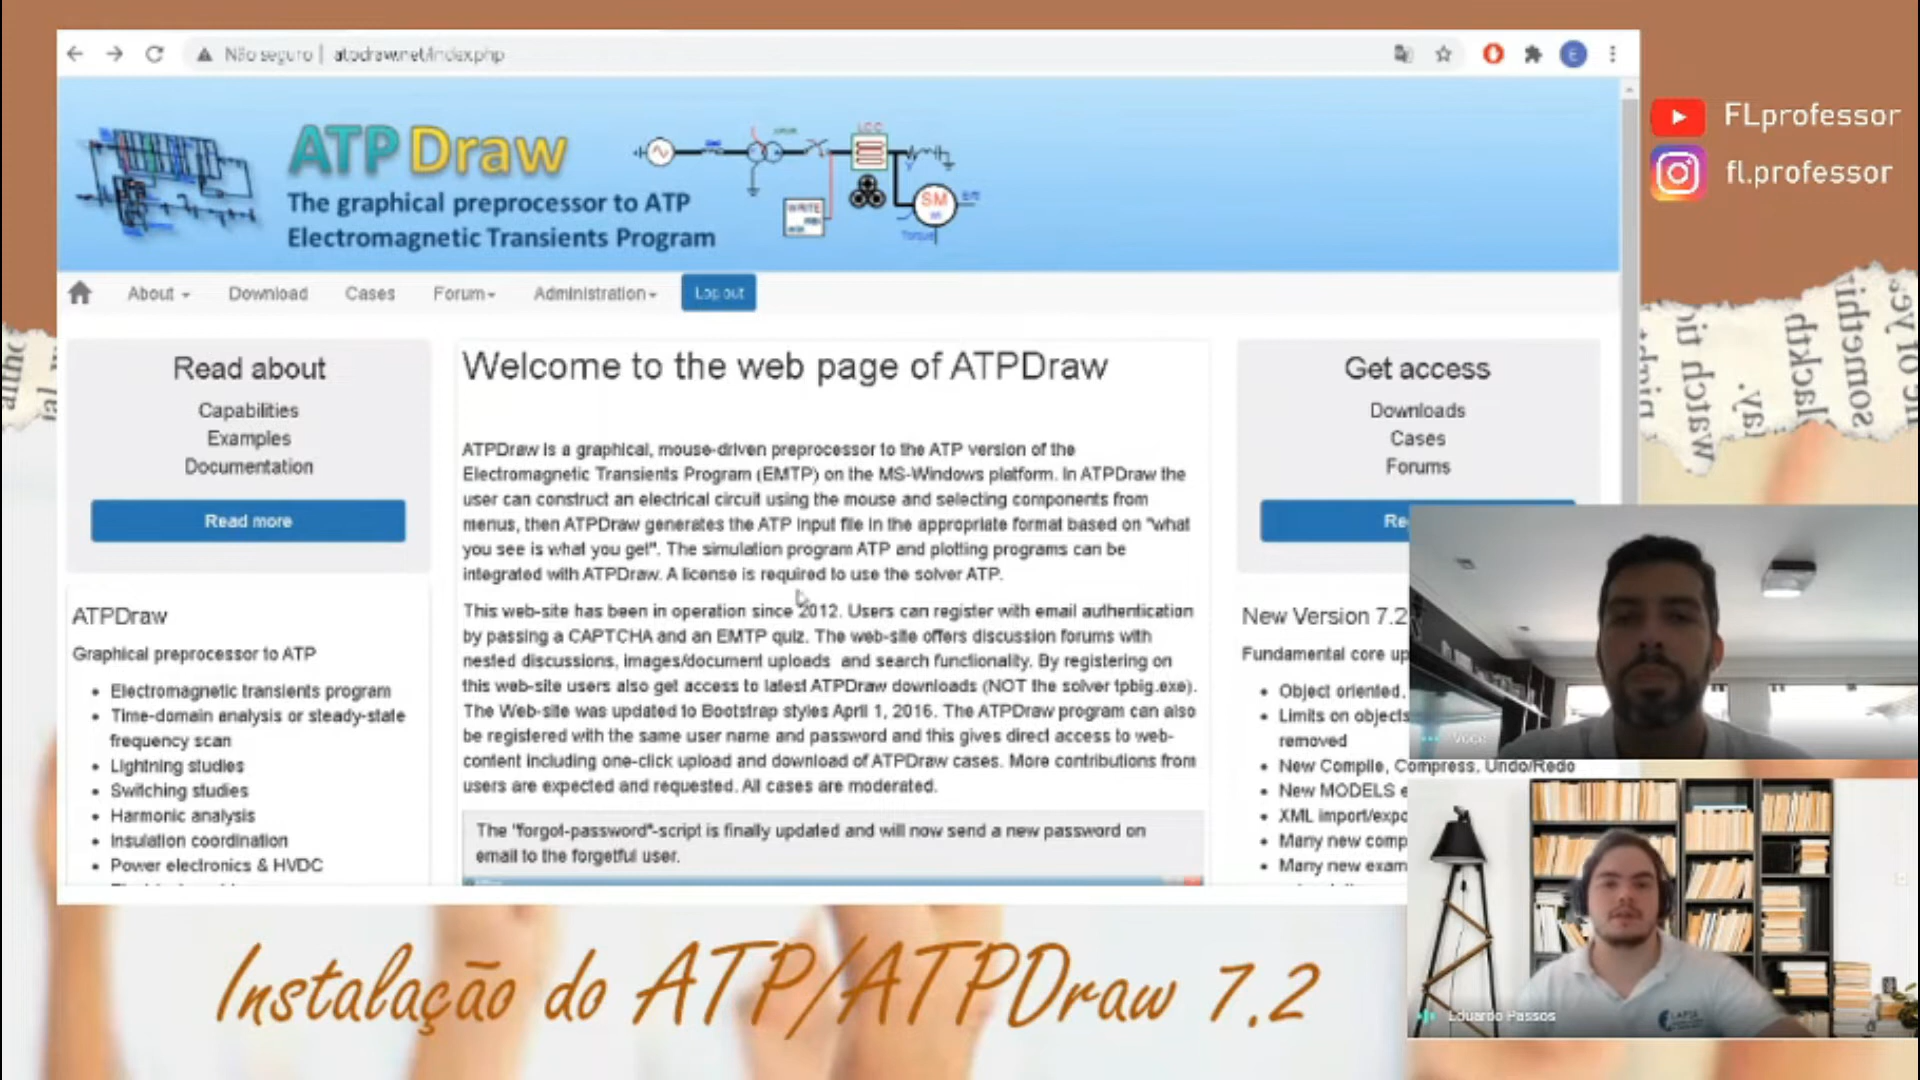 Não seguro | atpdraw.net/index.php
FLprofessor
fl.professor
ATPDraw
The graphical preprocessor to ATP
Electromagnetic Transients Program
LCC
WRITE
SM
Torque
About
Download
Cases
Forum
Administration
Log out
Read about
Capabilities
Examples
Documentation
Read more
ATPDraw
Graphical preprocessor to ATP
• Electromagnetic transients program
• Time-domain analysis or steady-state
frequency scan
• Lightning studies
• Switching studies
• Harmonic analysis
• Insulation coordination
• Power electronics & HVDC
Welcome to the web page of ATPDraw
ATPDraw is a graphical, mouse-driven preprocessor to the ATP version of the
Electromagnetic Transients Program (EMTP) on the MS-Windows platform. In ATPDraw the
user can construct an electrical circuit using the mouse and selecting components from
menus, then ATPDraw generates the ATP input file in the appropriate format based on "what
you see is what you get". The simulation program ATP and plotting programs can be
integrated with ATPDraw. A license is required to use the solver ATP.
This web-site has been in operation since 2012. Users can register with email authentication
by passing a CAPTCHA and an EMTP quiz. The web-site offers discussion forums with
nested discussions, images/document uploads and search functionality. By registering on
this web-site users also get access to latest ATPDraw downloads (NOT the solver tpbig.exe).
The Web-site was updated to Bootstrap styles April 1, 2016. The ATPDraw program can also
be registered with the same user name and password and this gives direct access to web-
content including one-click upload and download of ATPDraw cases. More contributions from
users are expected and requested. All cases are moderated.
The "forgot-password"-script is finally updated and will now send a new password on
email to the forgetful user.
Get access
Downloads
Cases
Forums
Re
New Version 7.2
Fundamental core up
• Object oriented.
• Limits on objects
removed
• New Compile, Compress, Undo/Redo
• New MODELS e
• XML import/expo
• Many new comp
• Many new exam
Você
Eduardo Passos
Instalação do ATP/ATPDraw 7.2